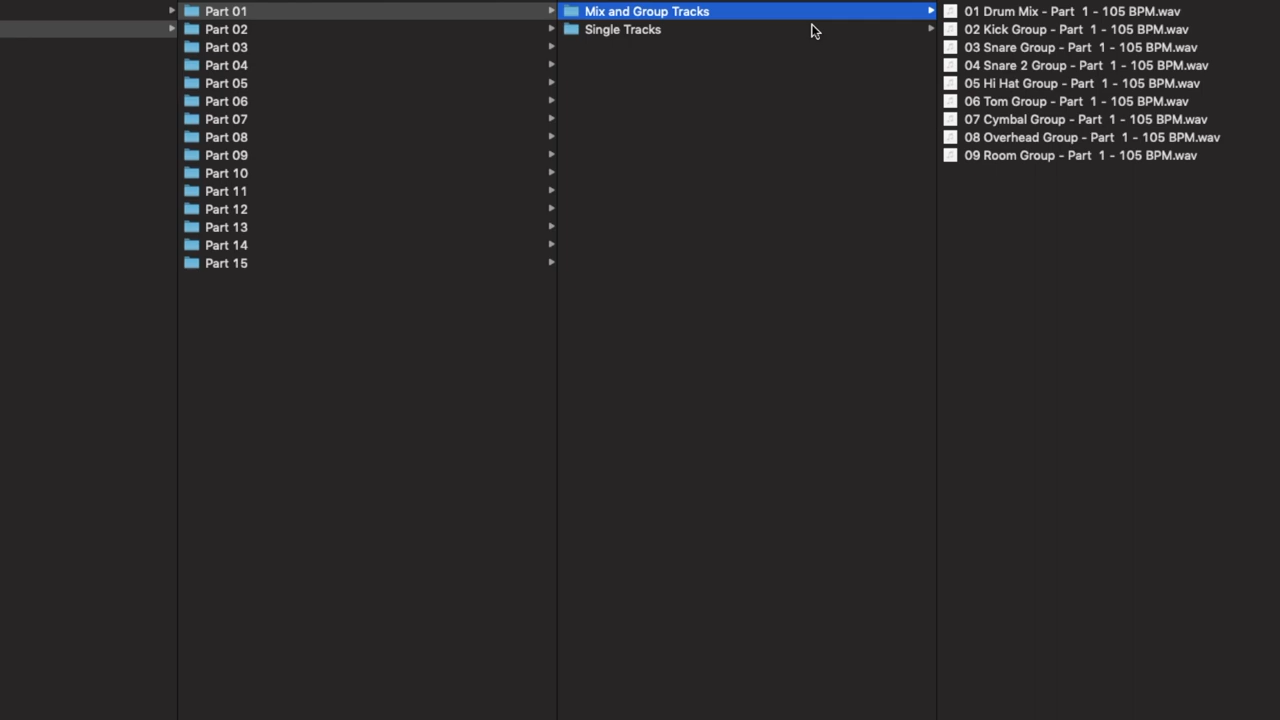 Part 01
Part 02
Part 03
Part 04
Part 05
Part 06
Part 07
Part 08
Part 09
Part 10
Part 11
Part 12
Part 13
Part 14
Part 15
Mix and Group Tracks
Single Tracks
01 Drum Mix - Part  1 - 105 BPM.wav
02 Kick Group - Part  1 - 105 BPM.wav
03 Snare Group - Part  1 - 105 BPM.wav
04 Snare 2 Group - Part  1 - 105 BPM.wav
05 Hi Hat Group - Part  1 - 105 BPM.wav
06 Tom Group - Part  1 - 105 BPM.wav
07 Cymbal Group - Part  1 - 105 BPM.wav
08 Overhead Group - Part  1 - 105 BPM.wav
09 Room Group - Part  1 - 105 BPM.wav